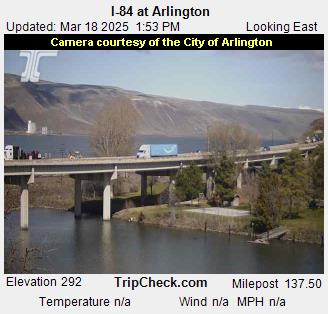 I-84 at Arlington
Updated: Mar 18 2025 1:53 PM Looking East
Camera courtesy of the City of Arlington
Elevation 292 TripCheck.com Milepost 137.50
Temperature n/a Wind n/a MPH n/a